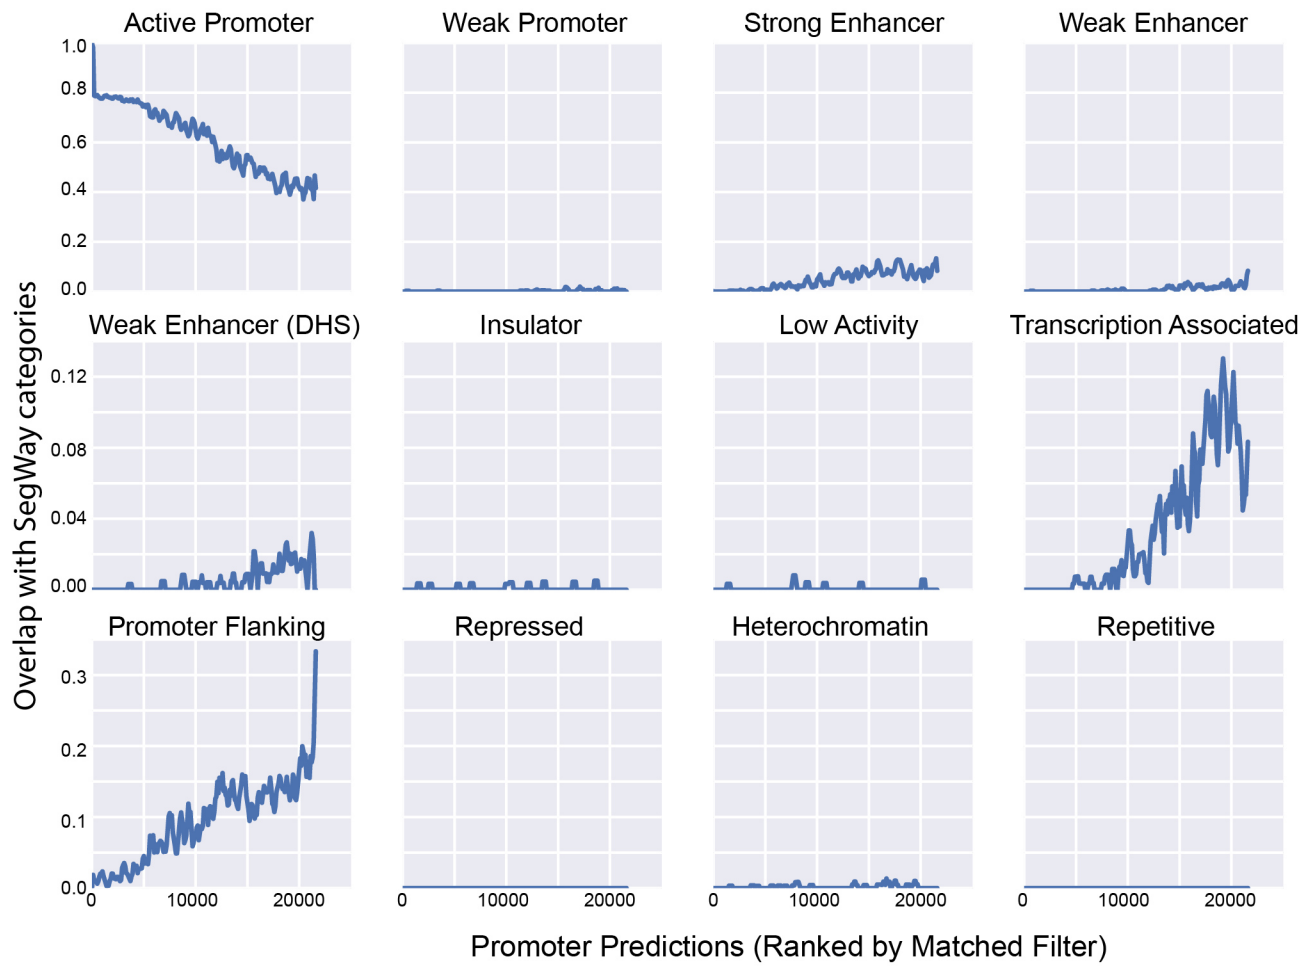 Active Promoter
Weak Promoter
Strong Enhancer
Weak Enhancer
1.0
0.8
0.6
0.4
0.2
0.0
Weak Enhancer (DHS)
Insulator
Low Activity
Transcription Associated
0.12
0.08
0.04
0.00
Promoter Flanking
Repressed
Heterochromatin
Repetitive
0.3
0.2
0.1
0.0
0 10000 20000
0 10000 20000
0 10000 20000
0 10000 20000
Overlap with SegWay categories
Promoter Predictions (Ranked by Matched Filter)